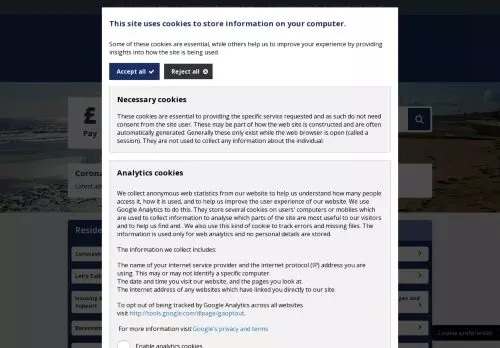 This site uses cookies to store information on your computer.
Some of these cookies are essential, while others help us to improve your experience by providing
insights into how the site is being used.
Accept all
Reject all
Necessary cookies
These cookies are essential to providing the specific service requested and as such do not need
consent from the site user. These may be part of how the web site is constructed and are often
automatically generated. Generally these only exist while the web browser is open (called a
session). They are not used to collect any information about the individual.
£
Pay
Analytics cookies
Corona
Latest ad
We collect anonymous web statistics from our website to help us understand how many people
access it, how it is used, and to help us improve the user experience of our website. We use
Google Analytics to do this. They store several cookies on users' computers or mobiles which
are used to collect information to analyse which parts of the site are most useful to our visitors
and to help us find and . We also use this kind of cookie to track errors and missing files. The
information is used only for web analytics and no personal details are stored.
Reside
The information we collect includes:
Coronavir
The name of your internet service provider and the internet protocol (IP) address you are
using. This may or may not identify a specific computer.
The date and time you visit our website, and the pages you look at.
The internet address of any websites which have linked you directly to our site.
Let's Talk
Housing &
Support
ges and
To opt out of being tracked by Google Analytics across all websites
visit http://tools.google.com/dlpage/gaoptout.
Bereavem
For more information visit Google's privacy and terms
Enable analytics cookies
Cookie preferences